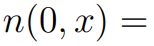 n(0, x) =